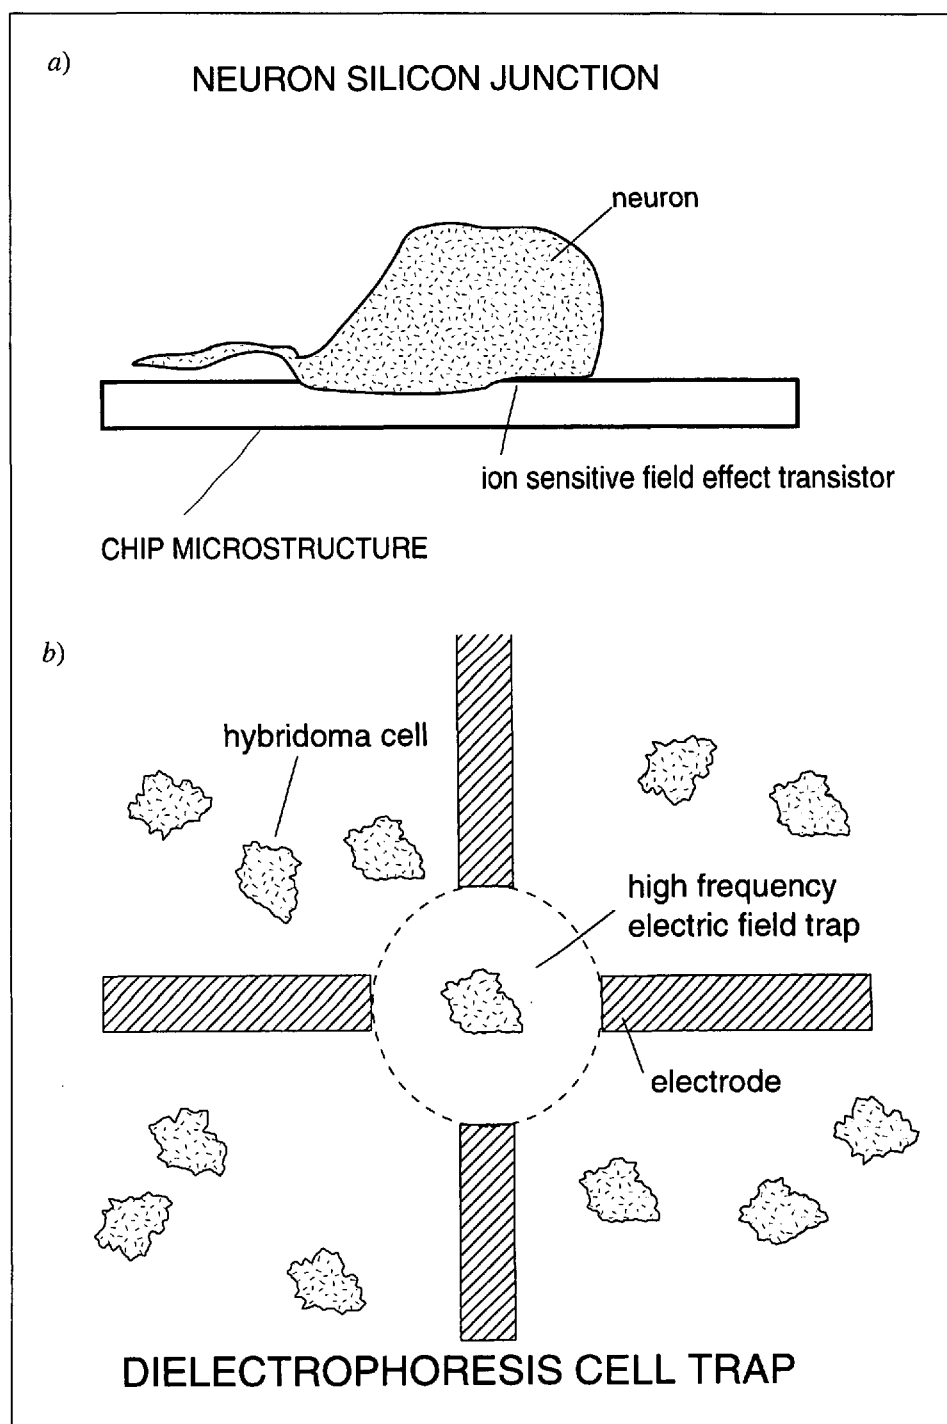 a)
NEURON SILICON JUNCTION
neuron
ion sensitive field effect transistor
CHIP MICROSTRUCTURE
b)
hybridoma cell
high frequency
electric field trap
electrode
DIELECTROPHORESIS CELL TRAP